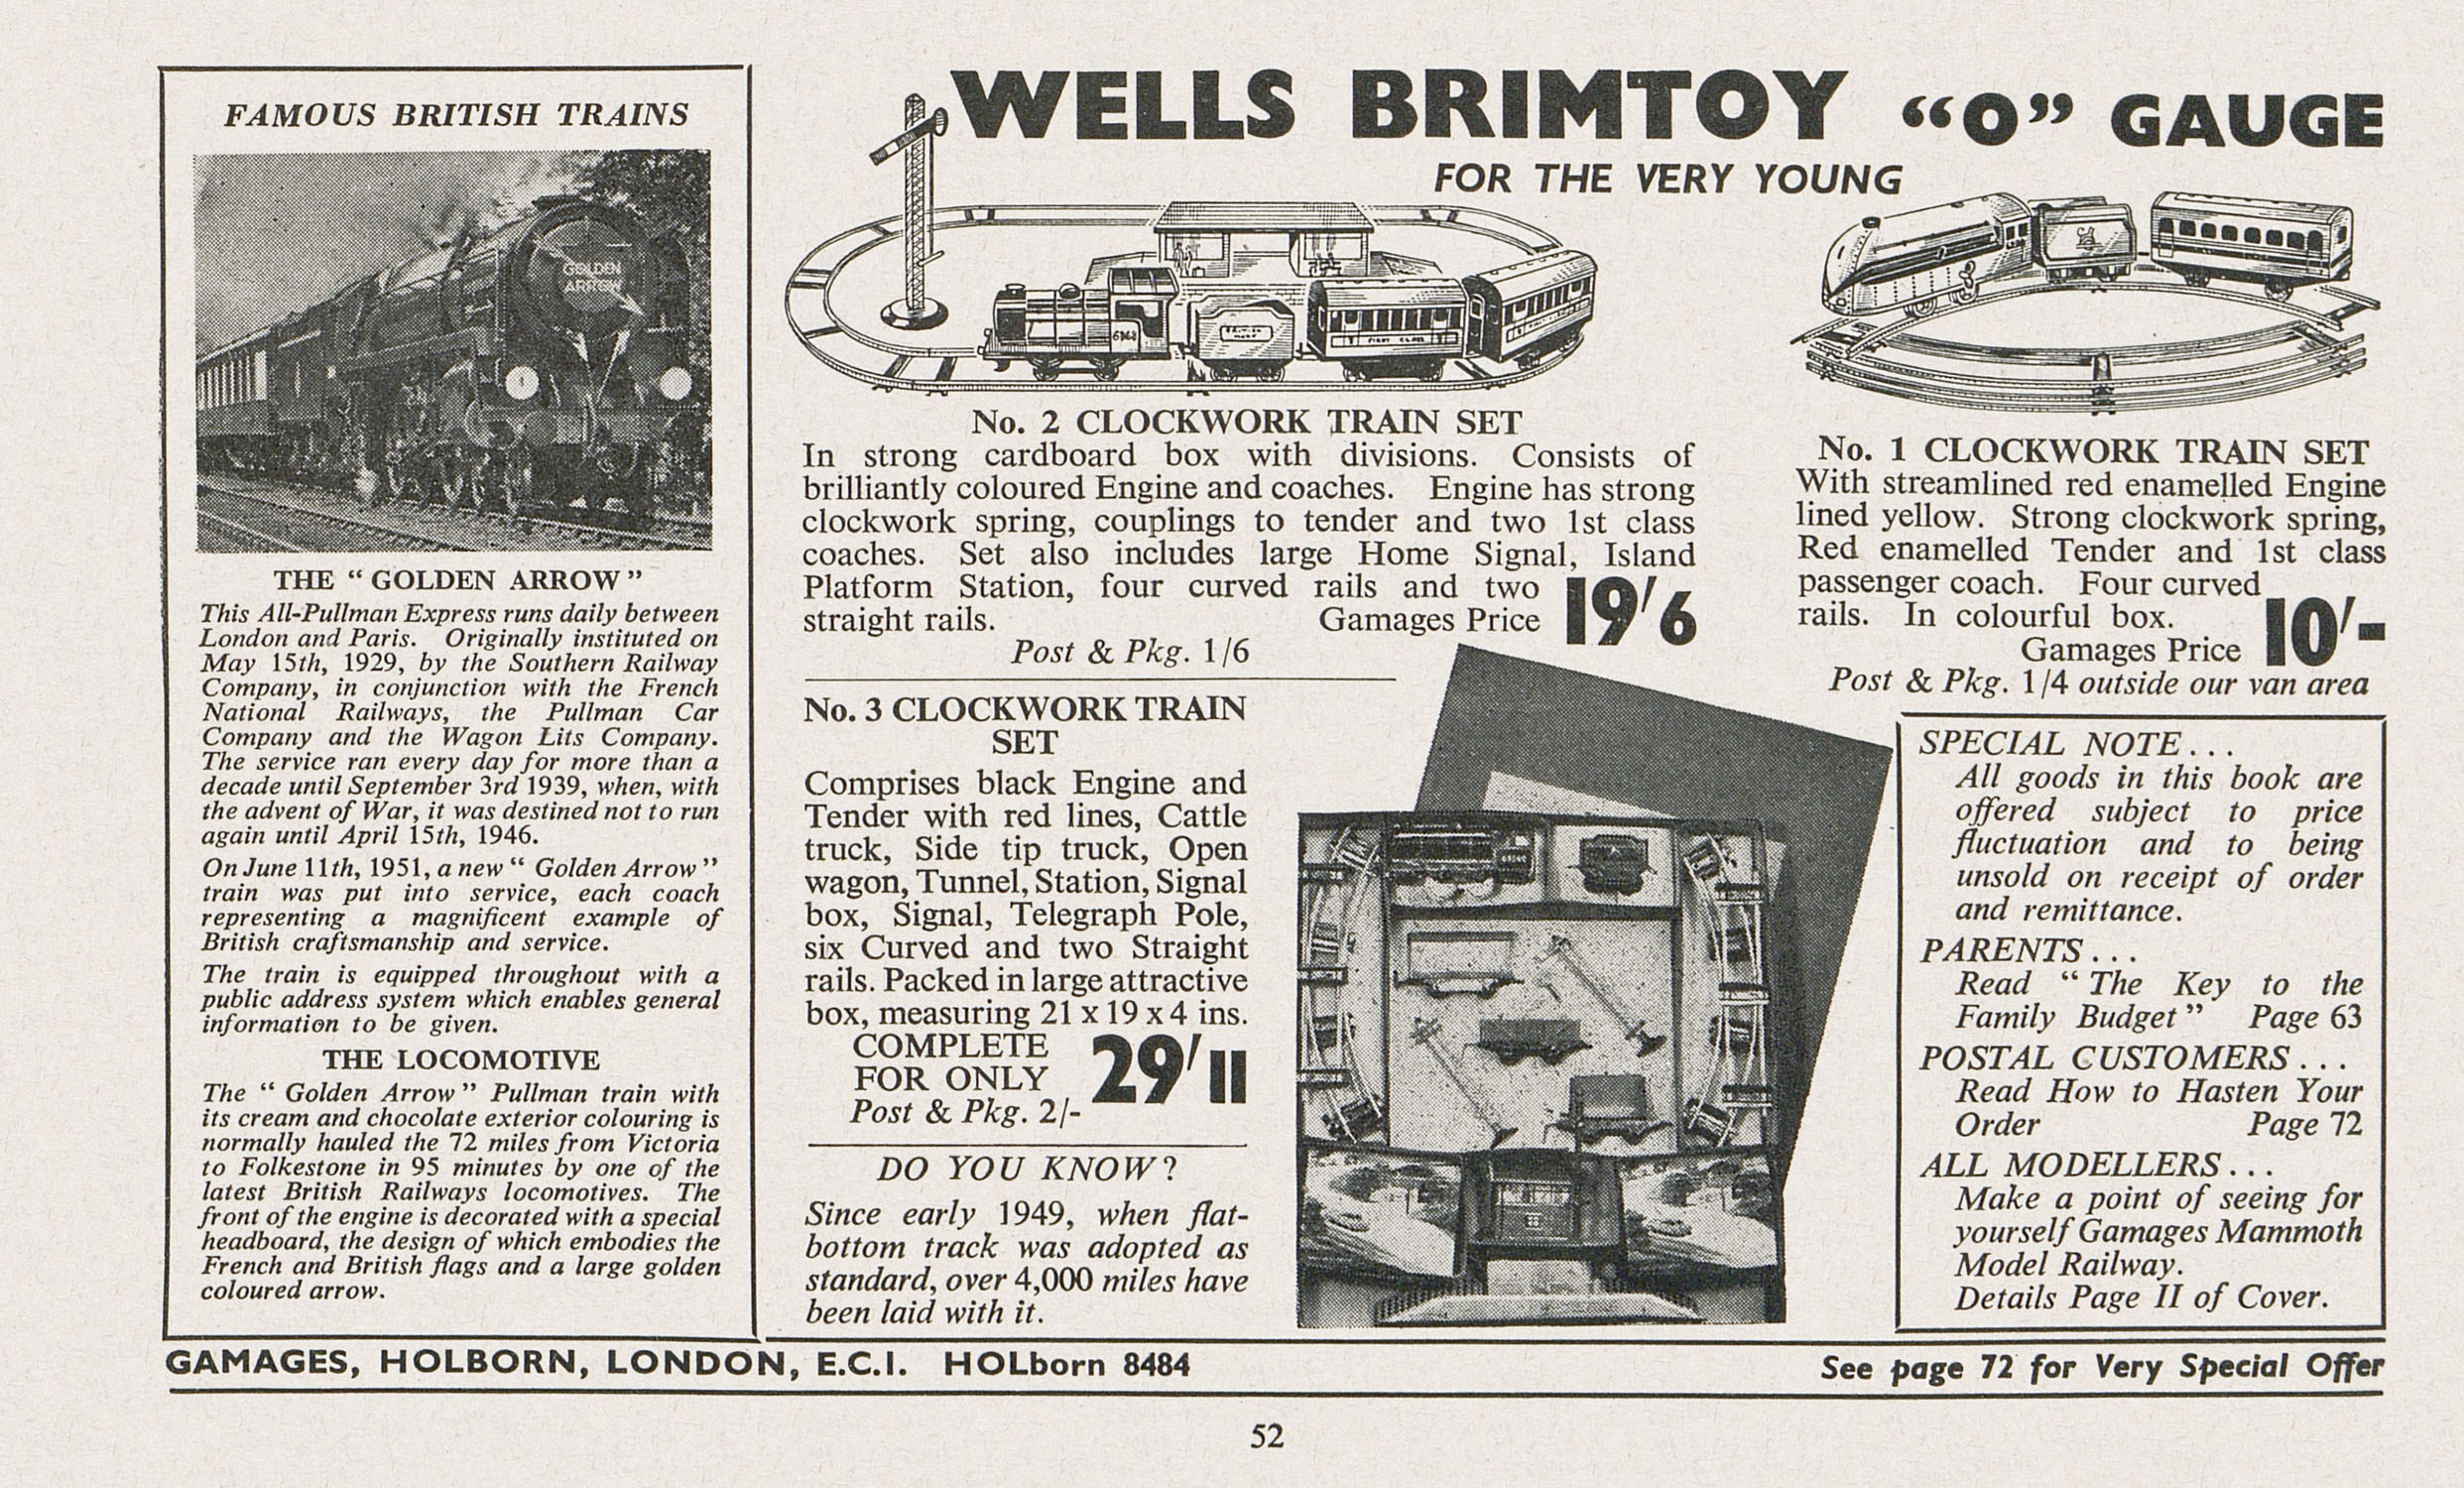 FAMOUS BRITISH TRAINS
GOLDEN
ARROW
THE “ GOLDEN ARROW ”
This All-Pullman Express runs daily between
London and Paris. Originally instituted on
May 15th, 1929, by the Southern Railway
Company, in conjunction with the French
National Railways, the Pullman Car
Company and the Wagon Lits Company.
The service ran every day for more than a
decade until September 3rd 1939, when, with
the advent of War, it was destined not to run
again until April 15th, 1946.
On June 11th, 1951, a new “ Golden Arrow ”
train was put into service, each coach
representing a magnificent example of
British craftsmanship and service.
The train is equipped throughout with a
public address system which enables general
information to be given.
THE LOCOMOTIVE
The “ Golden Arrow ” Pullman train with
its cream and chocolate exterior colouring is
normally hauled the 72 miles from Victoria
to Folkestone in 95 minutes by one of the
latest British Railways locomotives. The
front of the engine is decorated with a special
headboard, the design of which embodies the
French and British flags and a large golden
coloured arrow.
WELLS BRIMTOY “O” GAUGE
FOR THE VERY YOUNG
FIRST CLASS
No. 2 CLOCKWORK TRAIN SET
In strong cardboard box with divisions. Consists of
brilliantly coloured Engine and coaches. Engine has strong
clockwork spring, couplings to tender and two 1st class
coaches. Set also includes large Home Signal, Island
Platform Station, four curved rails and two
straight rails. Gamages Price 19/6
Post & Pkg. 1/6
No. 1 CLOCKWORK TRAIN SET
With streamlined red enamelled Engine
lined yellow. Strong clockwork spring,
Red enamelled Tender and 1st class
passenger coach. Four curved
rails. In colourful box.
Gamages Price 10/-
Post & Pkg. 1/4 outside our van area
No. 3 CLOCKWORK TRAIN
SET
Comprises black Engine and
Tender with red lines, Cattle
truck, Side tip truck, Open
wagon, Tunnel, Station, Signal
box, Signal, Telegraph Pole,
six Curved and two Straight
rails. Packed in large attractive
box, measuring 21 x 19 x 4 ins.
COMPLETE
FOR ONLY 29/11
Post & Pkg. 2/-
DO YOU KNOW?
Since early 1949, when flat-
bottom track was adopted as
standard, over 4,000 miles have
been laid with it.
SPECIAL NOTE...
All goods in this book are
offered subject to price
fluctuation and to being
unsold on receipt of order
and remittance.
PARENTS...
Read “ The Key to the
Family Budget ” Page 63
POSTAL CUSTOMERS...
Read How to Hasten Your
Order Page 72
ALL MODELLERS...
Make a point of seeing for
yourself Gamages Mammoth
Model Railway.
Details Page II of Cover.
GAMAGES, HOLBORN, LONDON, E.C.I. HOLborn 8484
See page 72 for Very Special Offer
52